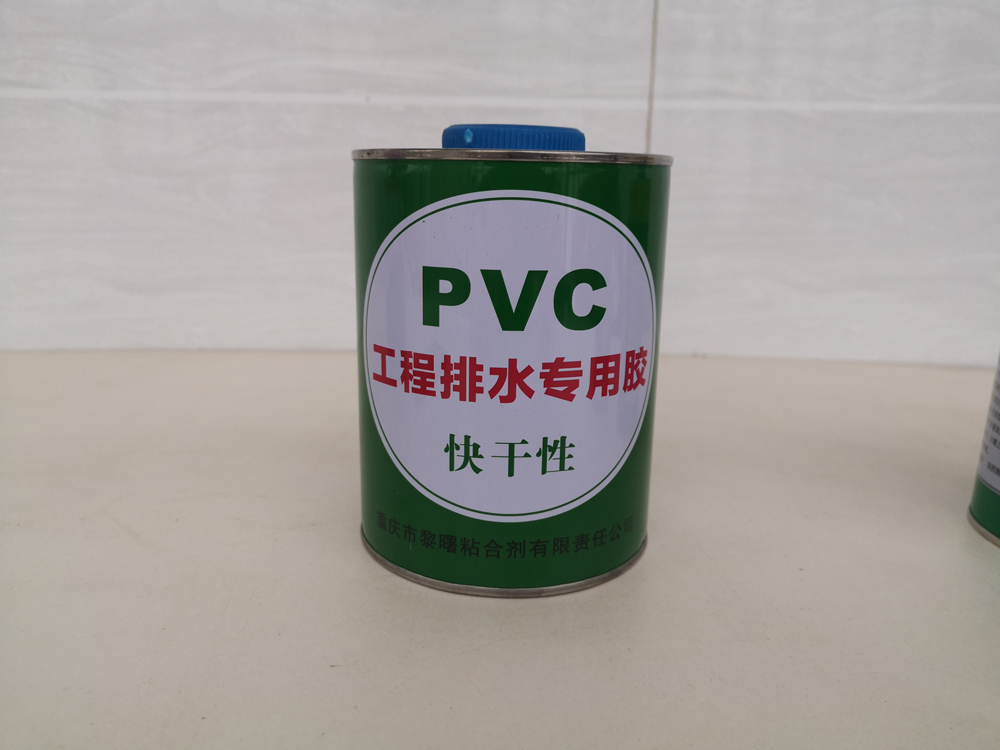 PVC
工程排水专用胶
快干性
重庆市黎曙粘合剂有限责任公司